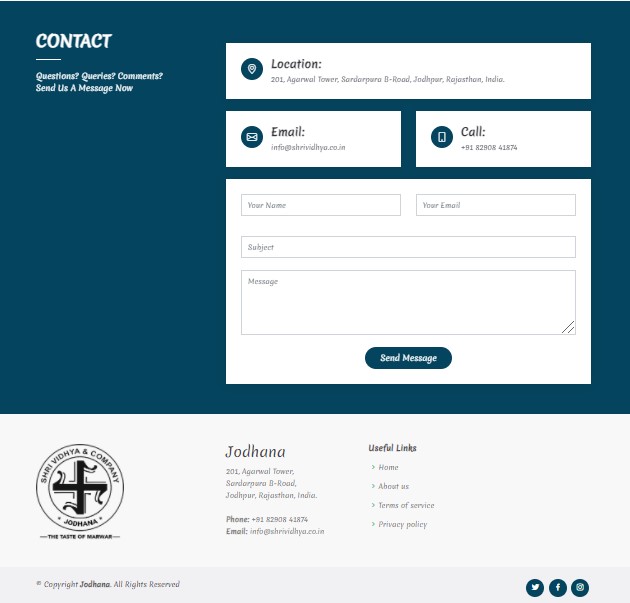 CONTACT
Questions? Queries? Comments?
Send Us A Message Now
Location:
201, Agarwal Tower, Sardarpura B-Road, Jodhpur, Rajasthan, India.
Email:
info@shrividhya.co.in
Call:
+91 82908 41874
Your Name
Your Email
Subject
Message
Send Message
SHRI VIDHYA & COMPANY
JODHANA
THE TASTE OF MARWAR
Jodhana
201, Agarwal Tower,
Sardarpura B-Road,
Jodhpur, Rajasthan, India.
Phone: +91 82908 41874
Email: info@shrividhya.co.in
Useful Links
Home
About us
Terms of service
Privacy policy
© Copyright Jodhana. All Rights Reserved